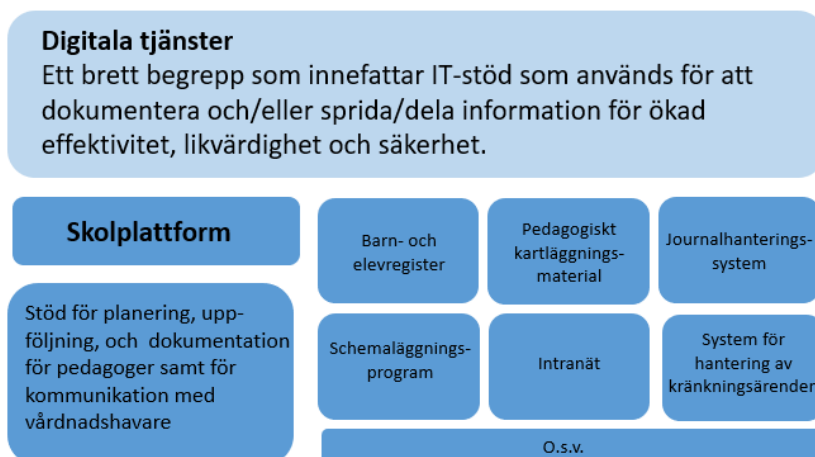 Digitala tjänster
Ett brett begrepp som innefattar IT-stöd som används för att
dokumentera och/eller sprida/dela information för ökad
effektivitet, likvärdighet och säkerhet.
Skolplattform
Stöd för planering, upp-
följning, och dokumentation
för pedagoger samt för
kommunikation med
vårdnadshavare
Barn- och
elevregister
Pedagogiskt
kartläggnings-
material
Journalhanterings-
system
Schemaläggnings-
program
Intranät
System för
hantering av
kränkningsärenden
O.s.v.